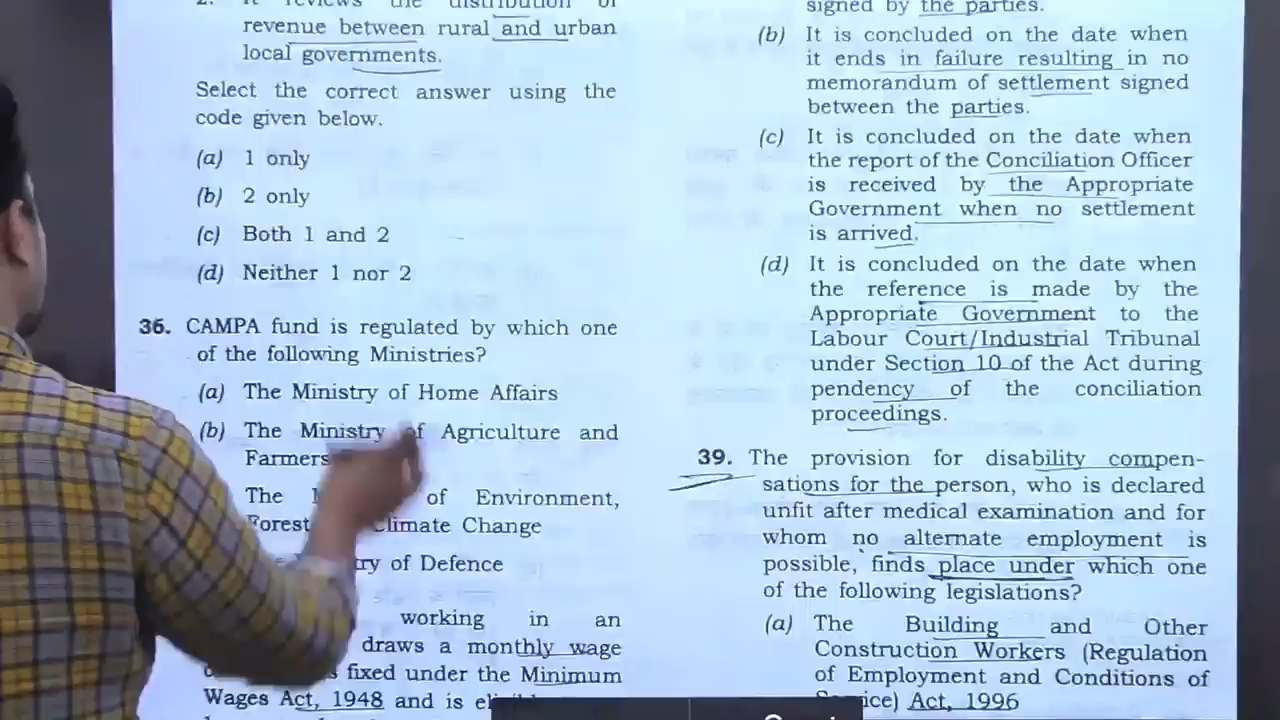 2. It reviews the distribution of
revenue between rural and urban
local governments.
Select the correct answer using the
code given below.
(a) 1 only
(b) 2 only
(c) Both 1 and 2
(d) Neither 1 nor 2
36. CAMPA fund is regulated by which one
of the following Ministries?
(a) The Ministry of Home Affairs
(b) The Ministry of Agriculture and
Farmers
The of Environment,
Forest Climate Change
of Defence
working in an
draws a monthly wage
fixed under the Minimum
Wages Act, 1948 and is
signed by the parties.
(b) It is concluded on the date when
it ends in failure resulting in no
memorandum of settlement signed
between the parties.
(c) It is concluded on the date when
the report of the Conciliation Officer
is received by the Appropriate
Government when no settlement
is arrived.
(d) It is concluded on the date when
the reference is made by the
Appropriate Government to the
Labour Court/Industrial Tribunal
under Section 10 of the Act during
pendency of the conciliation
proceedings.
39. The provision for disability compen-
sations for the person, who is declared
unfit after medical examination and for
whom no alternate employment is
possible, finds place under which one
of the following legislations?
(a) The Building and Other
Construction Workers (Regulation
of Employment and Conditions of
Act, 1996